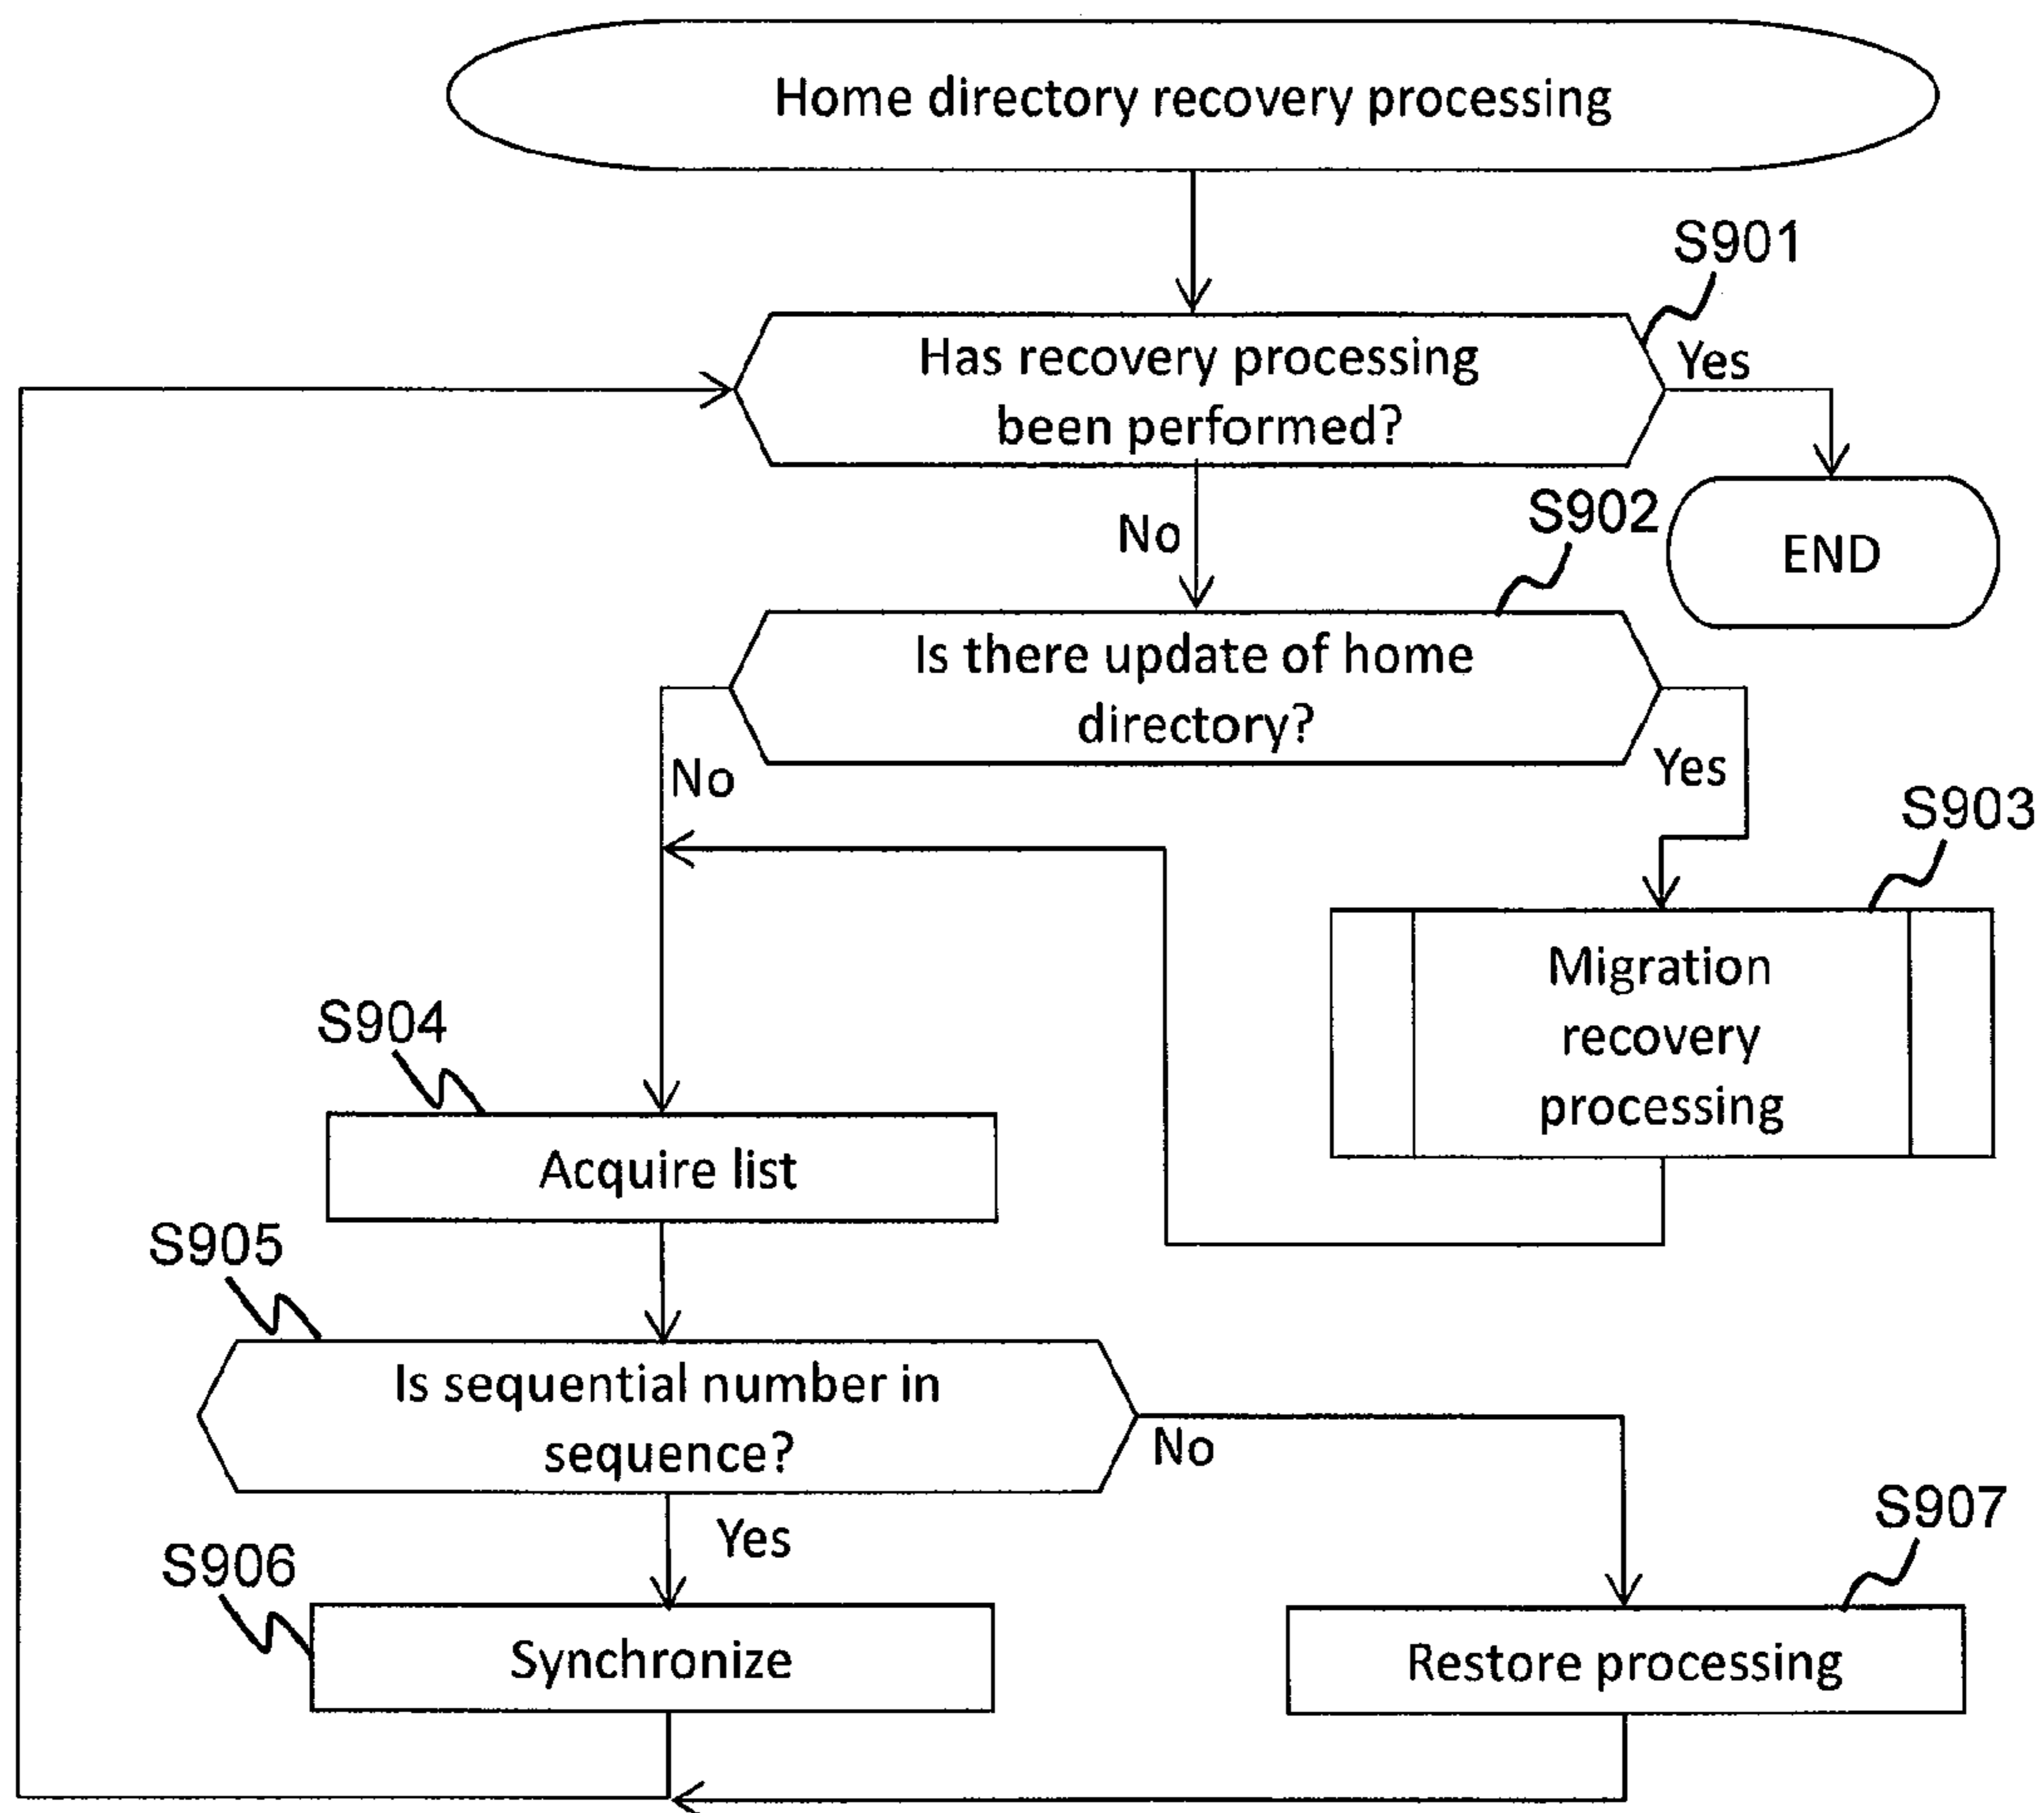 Home directory recovery processing
S901
Has recovery processing
been performed?
Yes
No
S902
END
Is there update of home
directory?
No
Yes
S903
Migration
recovery
processing
S904
Acquire list
S905
Is sequential number in
sequence?
No
Yes
S907
S906
Synchronize
Restore processing